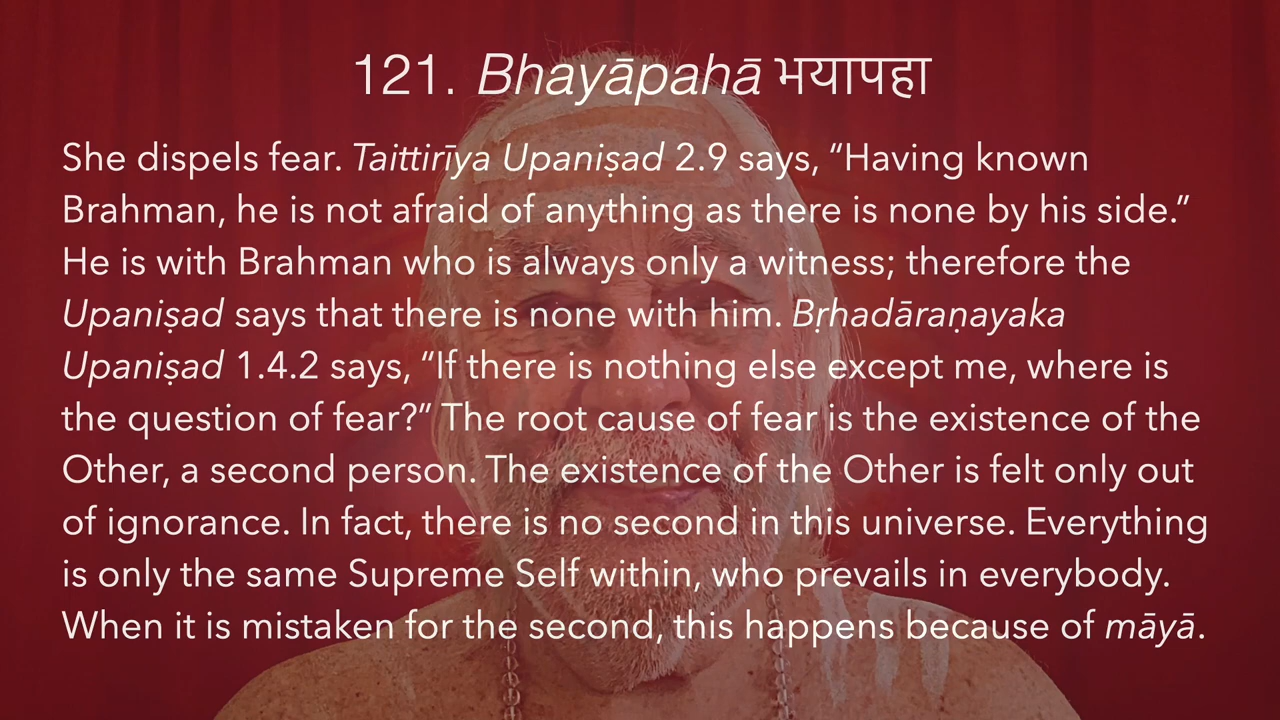 121. Bhayāpahā भयापहा
She dispels fear. Taittirīya Upaniṣad 2.9 says, “Having known
Brahman, he is not afraid of anything as there is none by his side.”
He is with Brahman who is always only a witness; therefore the
Upaniṣad says that there is none with him. Bṛhadāraṇayaka
Upaniṣad 1.4.2 says, “If there is nothing else except me, where is
the question of fear?” The root cause of fear is the existence of the
Other, a second person. The existence of the Other is felt only out
of ignorance. In fact, there is no second in this universe. Everything
is only the same Supreme Self within, who prevails in everybody.
When it is mistaken for the second, this happens because of māyā.